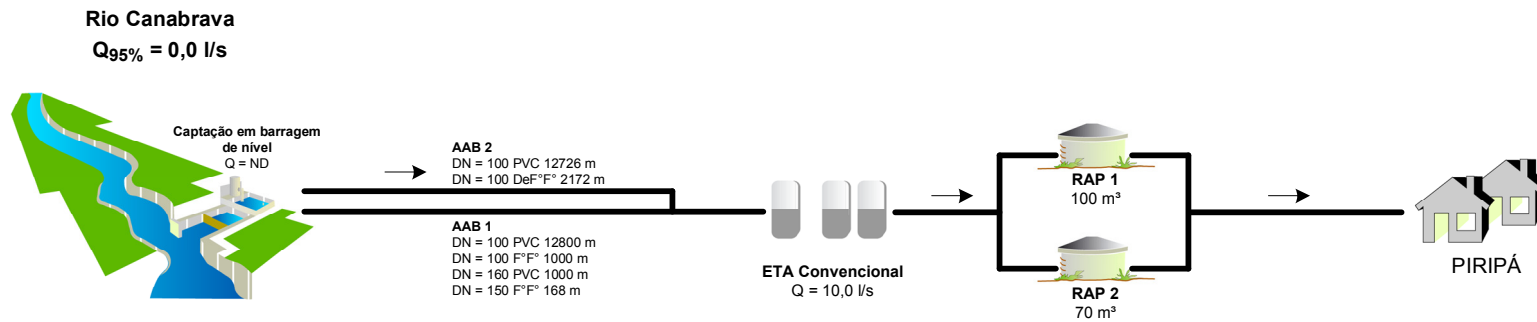 Rio Canabrava
Q95% = 0,0 l/s
Captação em barragem
de nível
Q = ND
AAB 2
DN = 100 PVC 12726 m
DN = 100 DeF°F° 2172 m
AAB 1
DN = 100 PVC 12800 m
DN = 100 F°F° 1000 m
DN = 160 PVC 1000 m
DN = 150 F°F° 168 m
ETA Convencional
Q = 10,0 l/s
RAP 1
100 m³
RAP 2
70 m³
PIRIPÁ